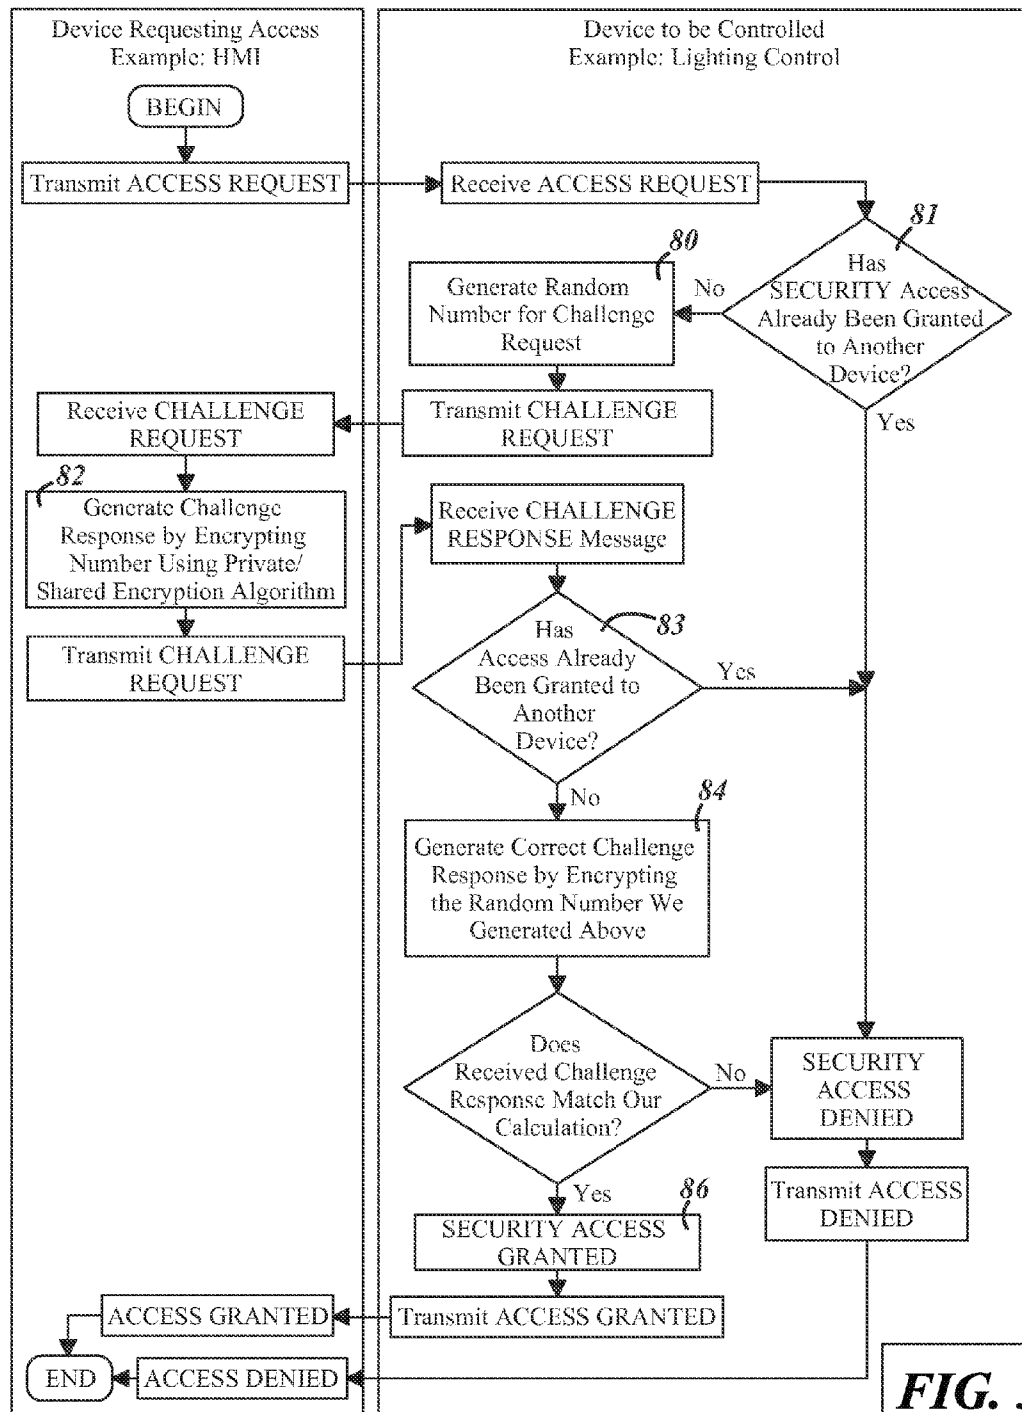 Device Requesting Access
Example: HMI
Device to be Controlled
Example: Lighting Control
BEGIN
Transmit ACCESS REQUEST
Receive ACCESS REQUEST
81
Has
SECURITY Access
Already Been Granted
to Another
Device?
No
Yes
80
Generate Random
Number for Challenge
Request
Transmit CHALLENGE
REQUEST
Receive CHALLENGE
REQUEST
82
Generate Challenge
Response by Encrypting
Number Using Private/
Shared Encryption Algorithm
Transmit CHALLENGE
REQUEST
Receive CHALLENGE
RESPONSE Message
83
Has
Access Already
Been Granted to
Another
Device?
Yes
No
84
Generate Correct Challenge
Response by Encrypting
the Random Number We
Generated Above
Does
Received Challenge
Response Match Our
Calculation?
No
Yes
SECURITY
ACCESS
DENIED
Transmit ACCESS
DENIED
86
SECURITY ACCESS
GRANTED
Transmit ACCESS GRANTED
ACCESS GRANTED
END
ACCESS DENIED
FIG.